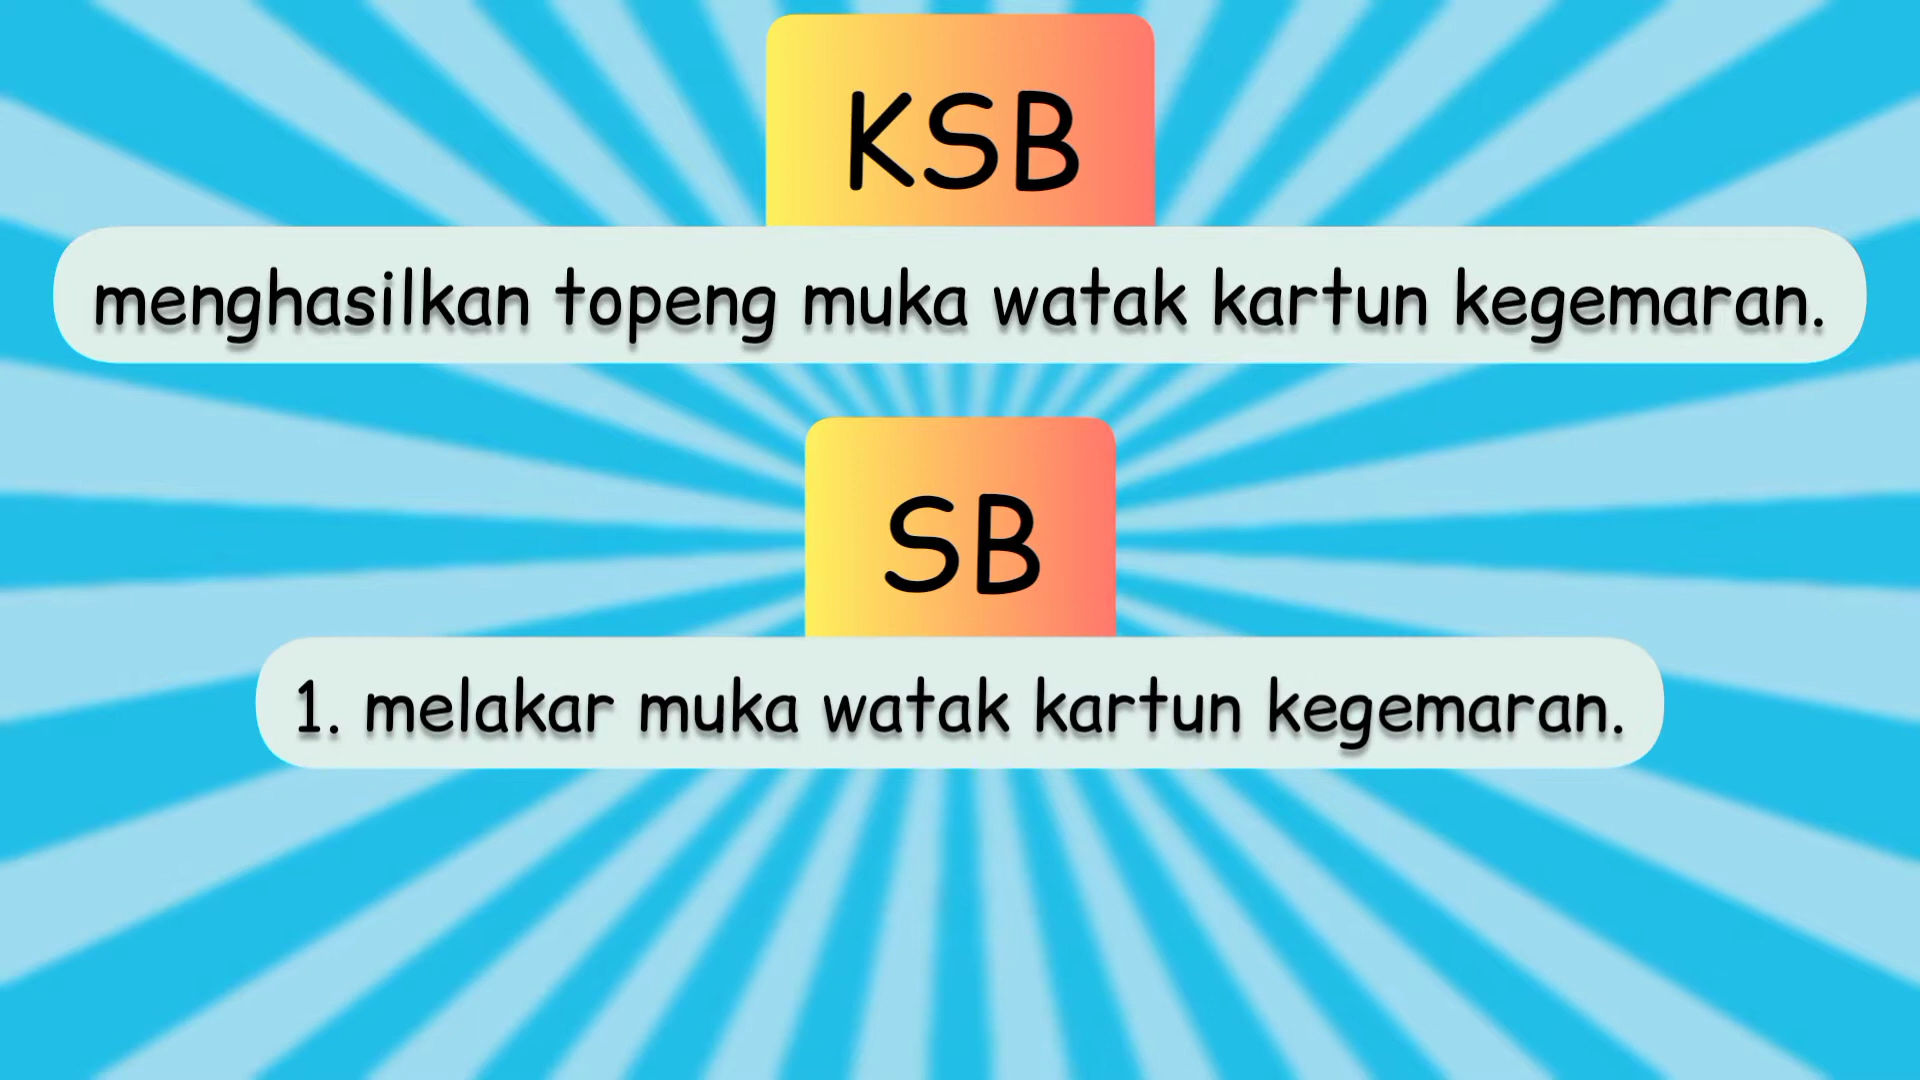 KSB
menghasilkan topeng muka watak kartun kegemaran.
SB
1. melakar muka watak kartun kegemaran.